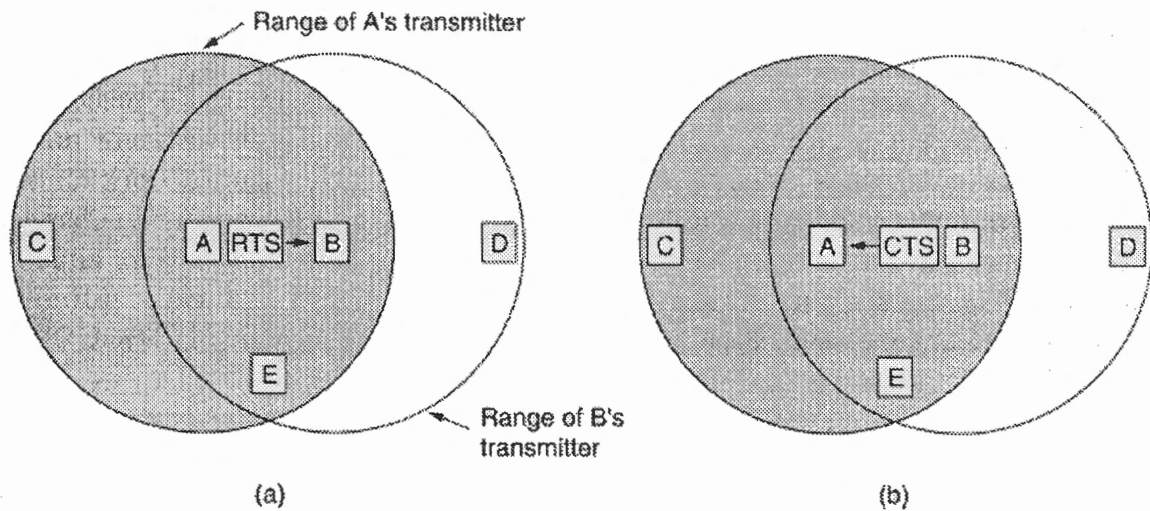 Range of A's transmitter
C
A
RTS
B
D
E
Range of B's
transmitter
(a)
C
A
CTS
B
D
E
(b)